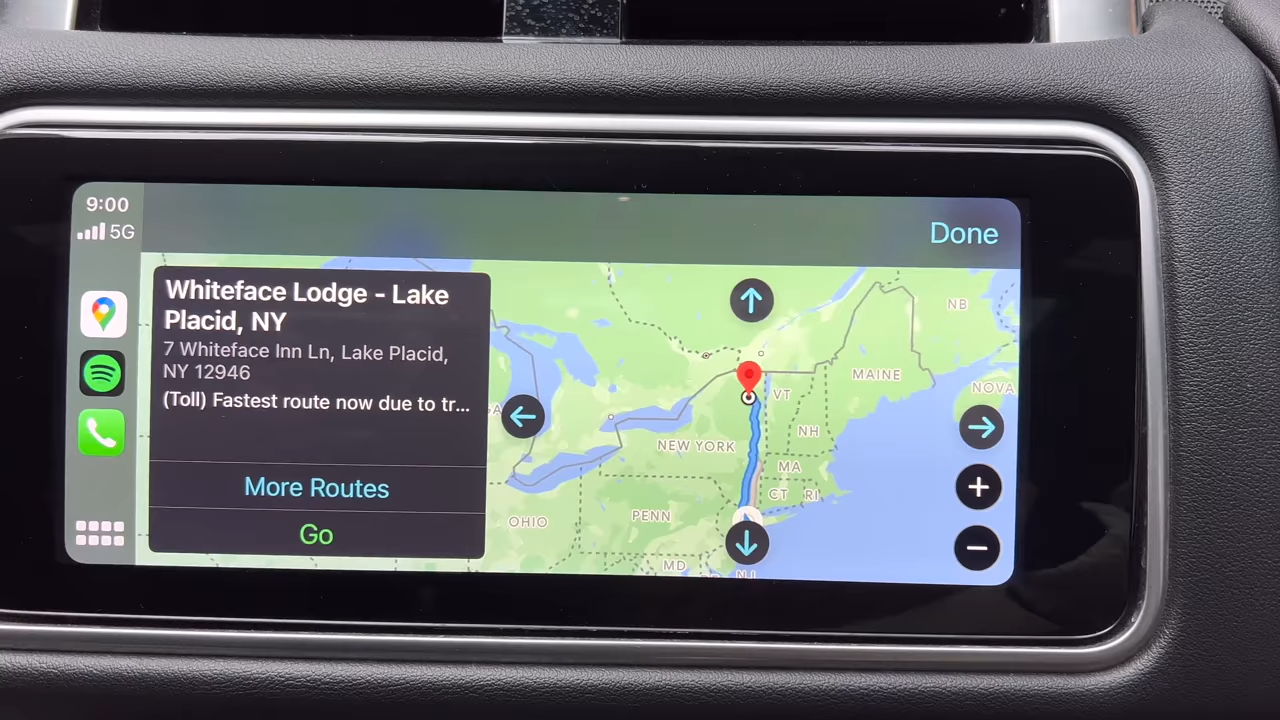 9:00
5G
Done
Whiteface Lodge - Lake
Placid, NY
7 Whiteface Inn Ln, Lake Placid,
NY 12946
(Toll) Fastest route now due to tr...
More Routes
Go
NB
MAINE
NOVA
VT
NH
NEW YORK
MA
CT RI
PENN
OHIO
MD
NJ